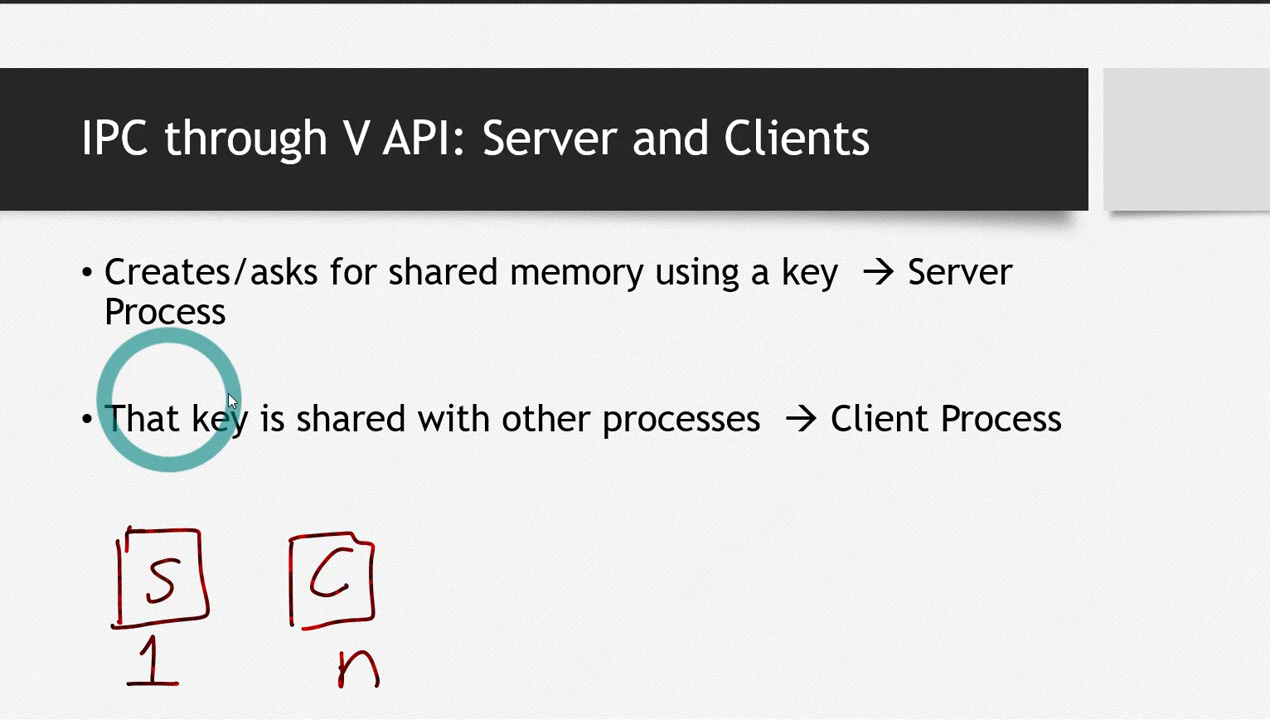 IPC through V API: Server and Clients
• Creates/asks for shared memory using a key → Server
Process
• That key is shared with other processes → Client Process
S C
1 n